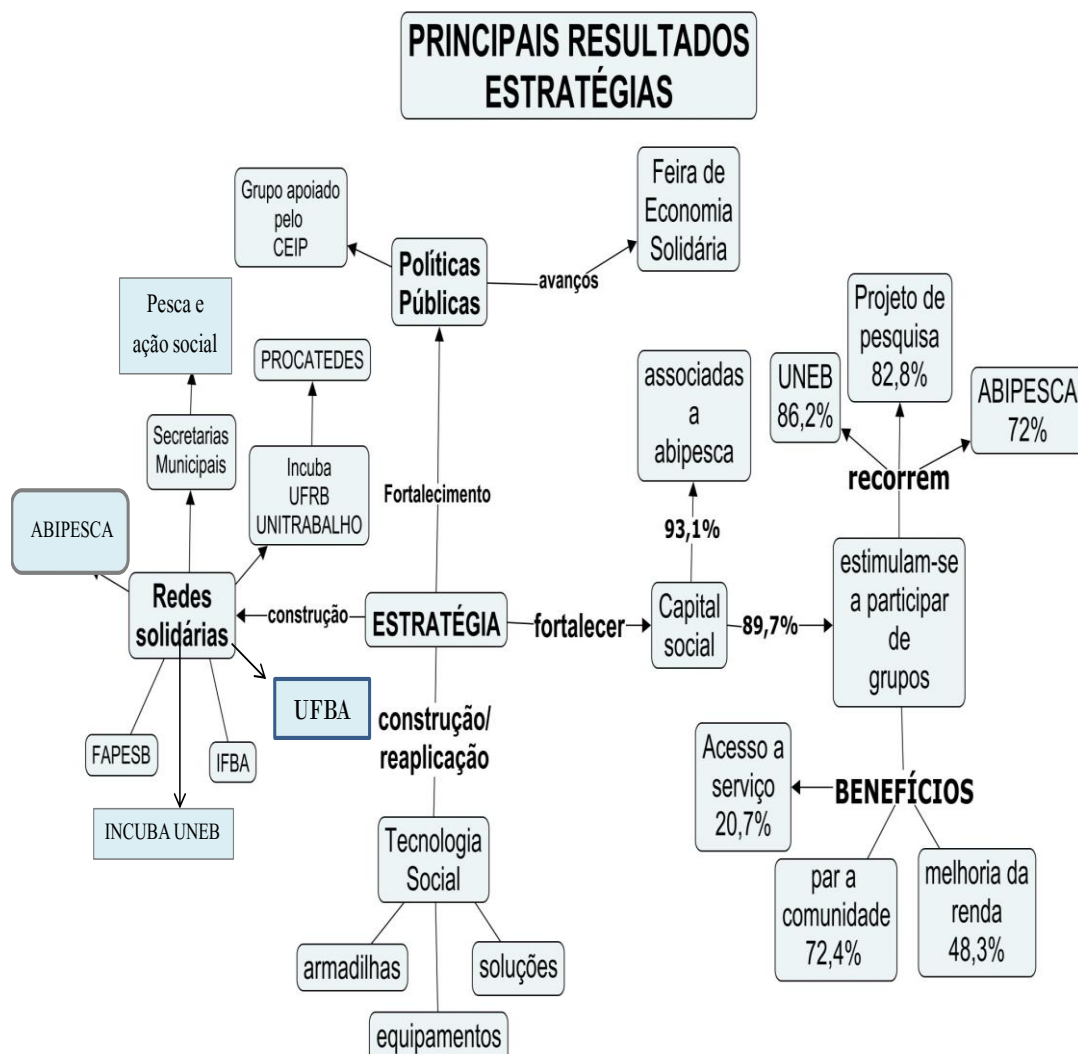 PRINCIPAIS RESULTADOS
ESTRATÉGIAS
Grupo apoiado
pelo
CEIP
Políticas
Públicas
avanços
Feira de
Economia
Solidária
Pesca e
ação social
PROCATEDES
Secretarias
Municipais
Incuba
UFRB
UNITRABALHO
Fortalecimento
associadas
a
abipesca
UNEB
86,2%
Projeto de
pesquisa
82,8%
ABIPESCA
72%
recorrem
ABIPESCA
Redes
solidárias
construção
ESTRATÉGIA
fortalecer
93,1%
Capital
social
89,7%
estimulam-se
a participar
de
grupos
UFBA
FAPESB
IFBA
INCUBA UNEB
construção/
reaplicação
Tecnologia
Social
armadilhas
soluções
equipamentos
Acesso a
serviço
20,7%
BENEFÍCIOS
par a
comunidade
72,4%
melhoria da
renda
48,3%